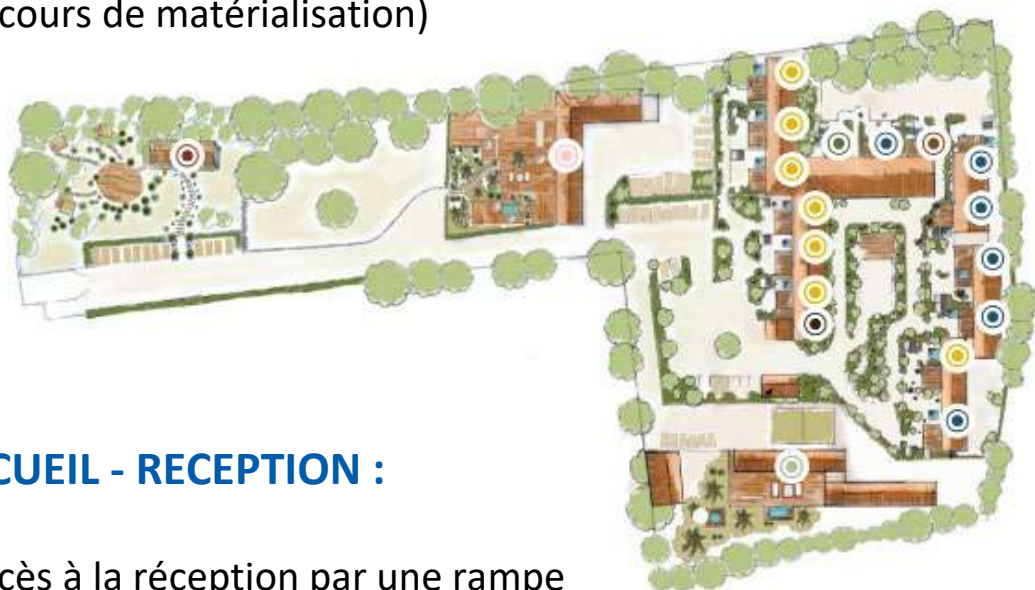 cours de matérialisation)
CUEIL - RECEPTION :
cès à la réception par une rampe